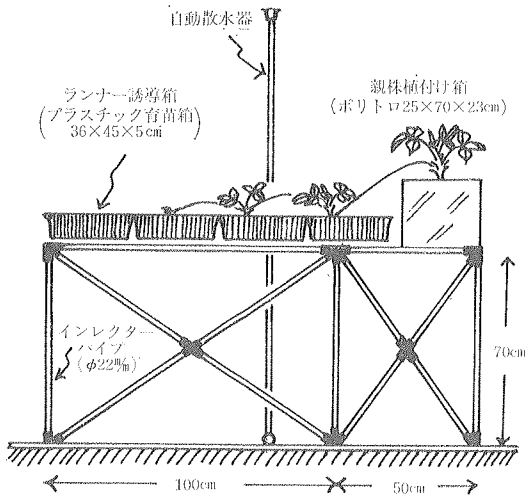 自動散水器
ランナー誘導箱
(プラスチック育苗箱)
36×45×5cm
親株植付け箱
(ポリトロ25×70×23cm)
インレクター
パイプ
(φ22m/m)
70cm
100cm
50cm